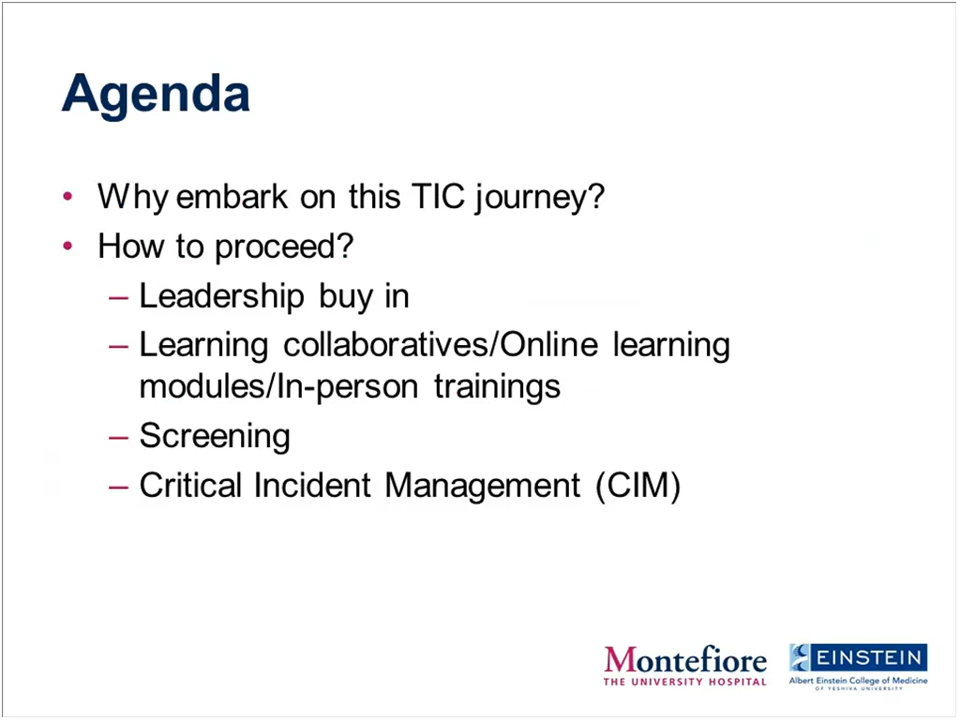 Agenda
• Why embark on this TIC journey?
• How to proceed?
– Leadership buy in
– Learning collaboratives/Online learning
modules/In-person trainings
– Screening
– Critical Incident Management (CIM)
Montefiore
THE UNIVERSITY HOSPITAL
EINSTEIN
Albert Einstein College of Medicine
OF YESHIVA UNIVERSITY